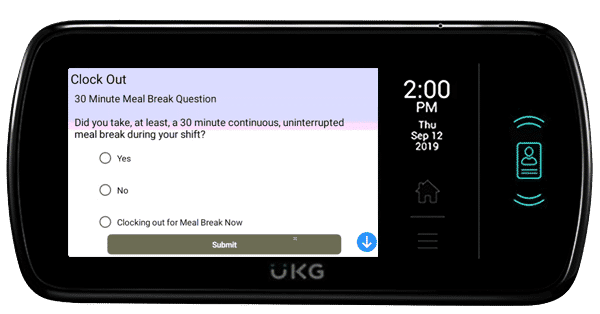 Clock Out
30 Minute Meal Break Question
Did you take, at least, a 30 minute continuous, uninterrupted
meal break during your shift?
Yes
No
Clocking out for Meal Break Now
Submit
2:00
PM
Thu
Sep 12
2019
UKG